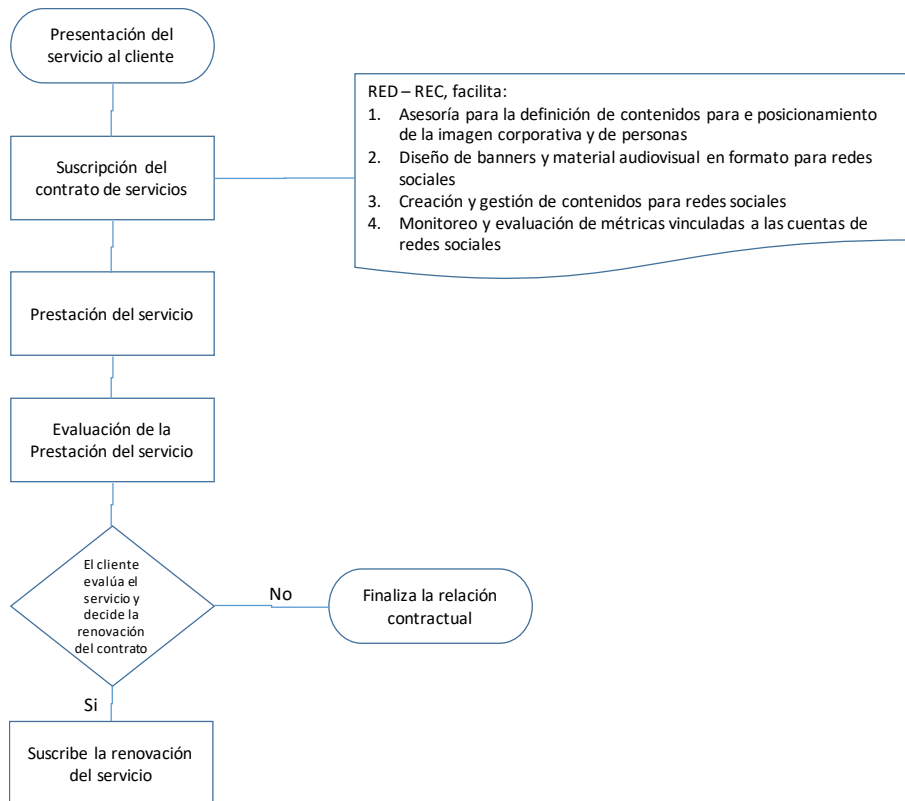 Presentación del
servicio al cliente
RED – REC, facilita:
1. Asesoría para la definición de contenidos para e posicionamiento
de la imagen corporativa y de personas
2. Diseño de banners y material audiovisual en formato para redes
sociales
3. Creación y gestión de contenidos para redes sociales
4. Monitoreo y evaluación de métricas vinculadas a las cuentas de
redes sociales
Suscripción del
contrato de servicios
Prestación del servicio
Evaluación de la
Prestación del servicio
El cliente
evalúa el
servicio y
decide la
renovación
del contrato
No
Finaliza la relación
contractual
Si
Suscribe la renovación
del servicio